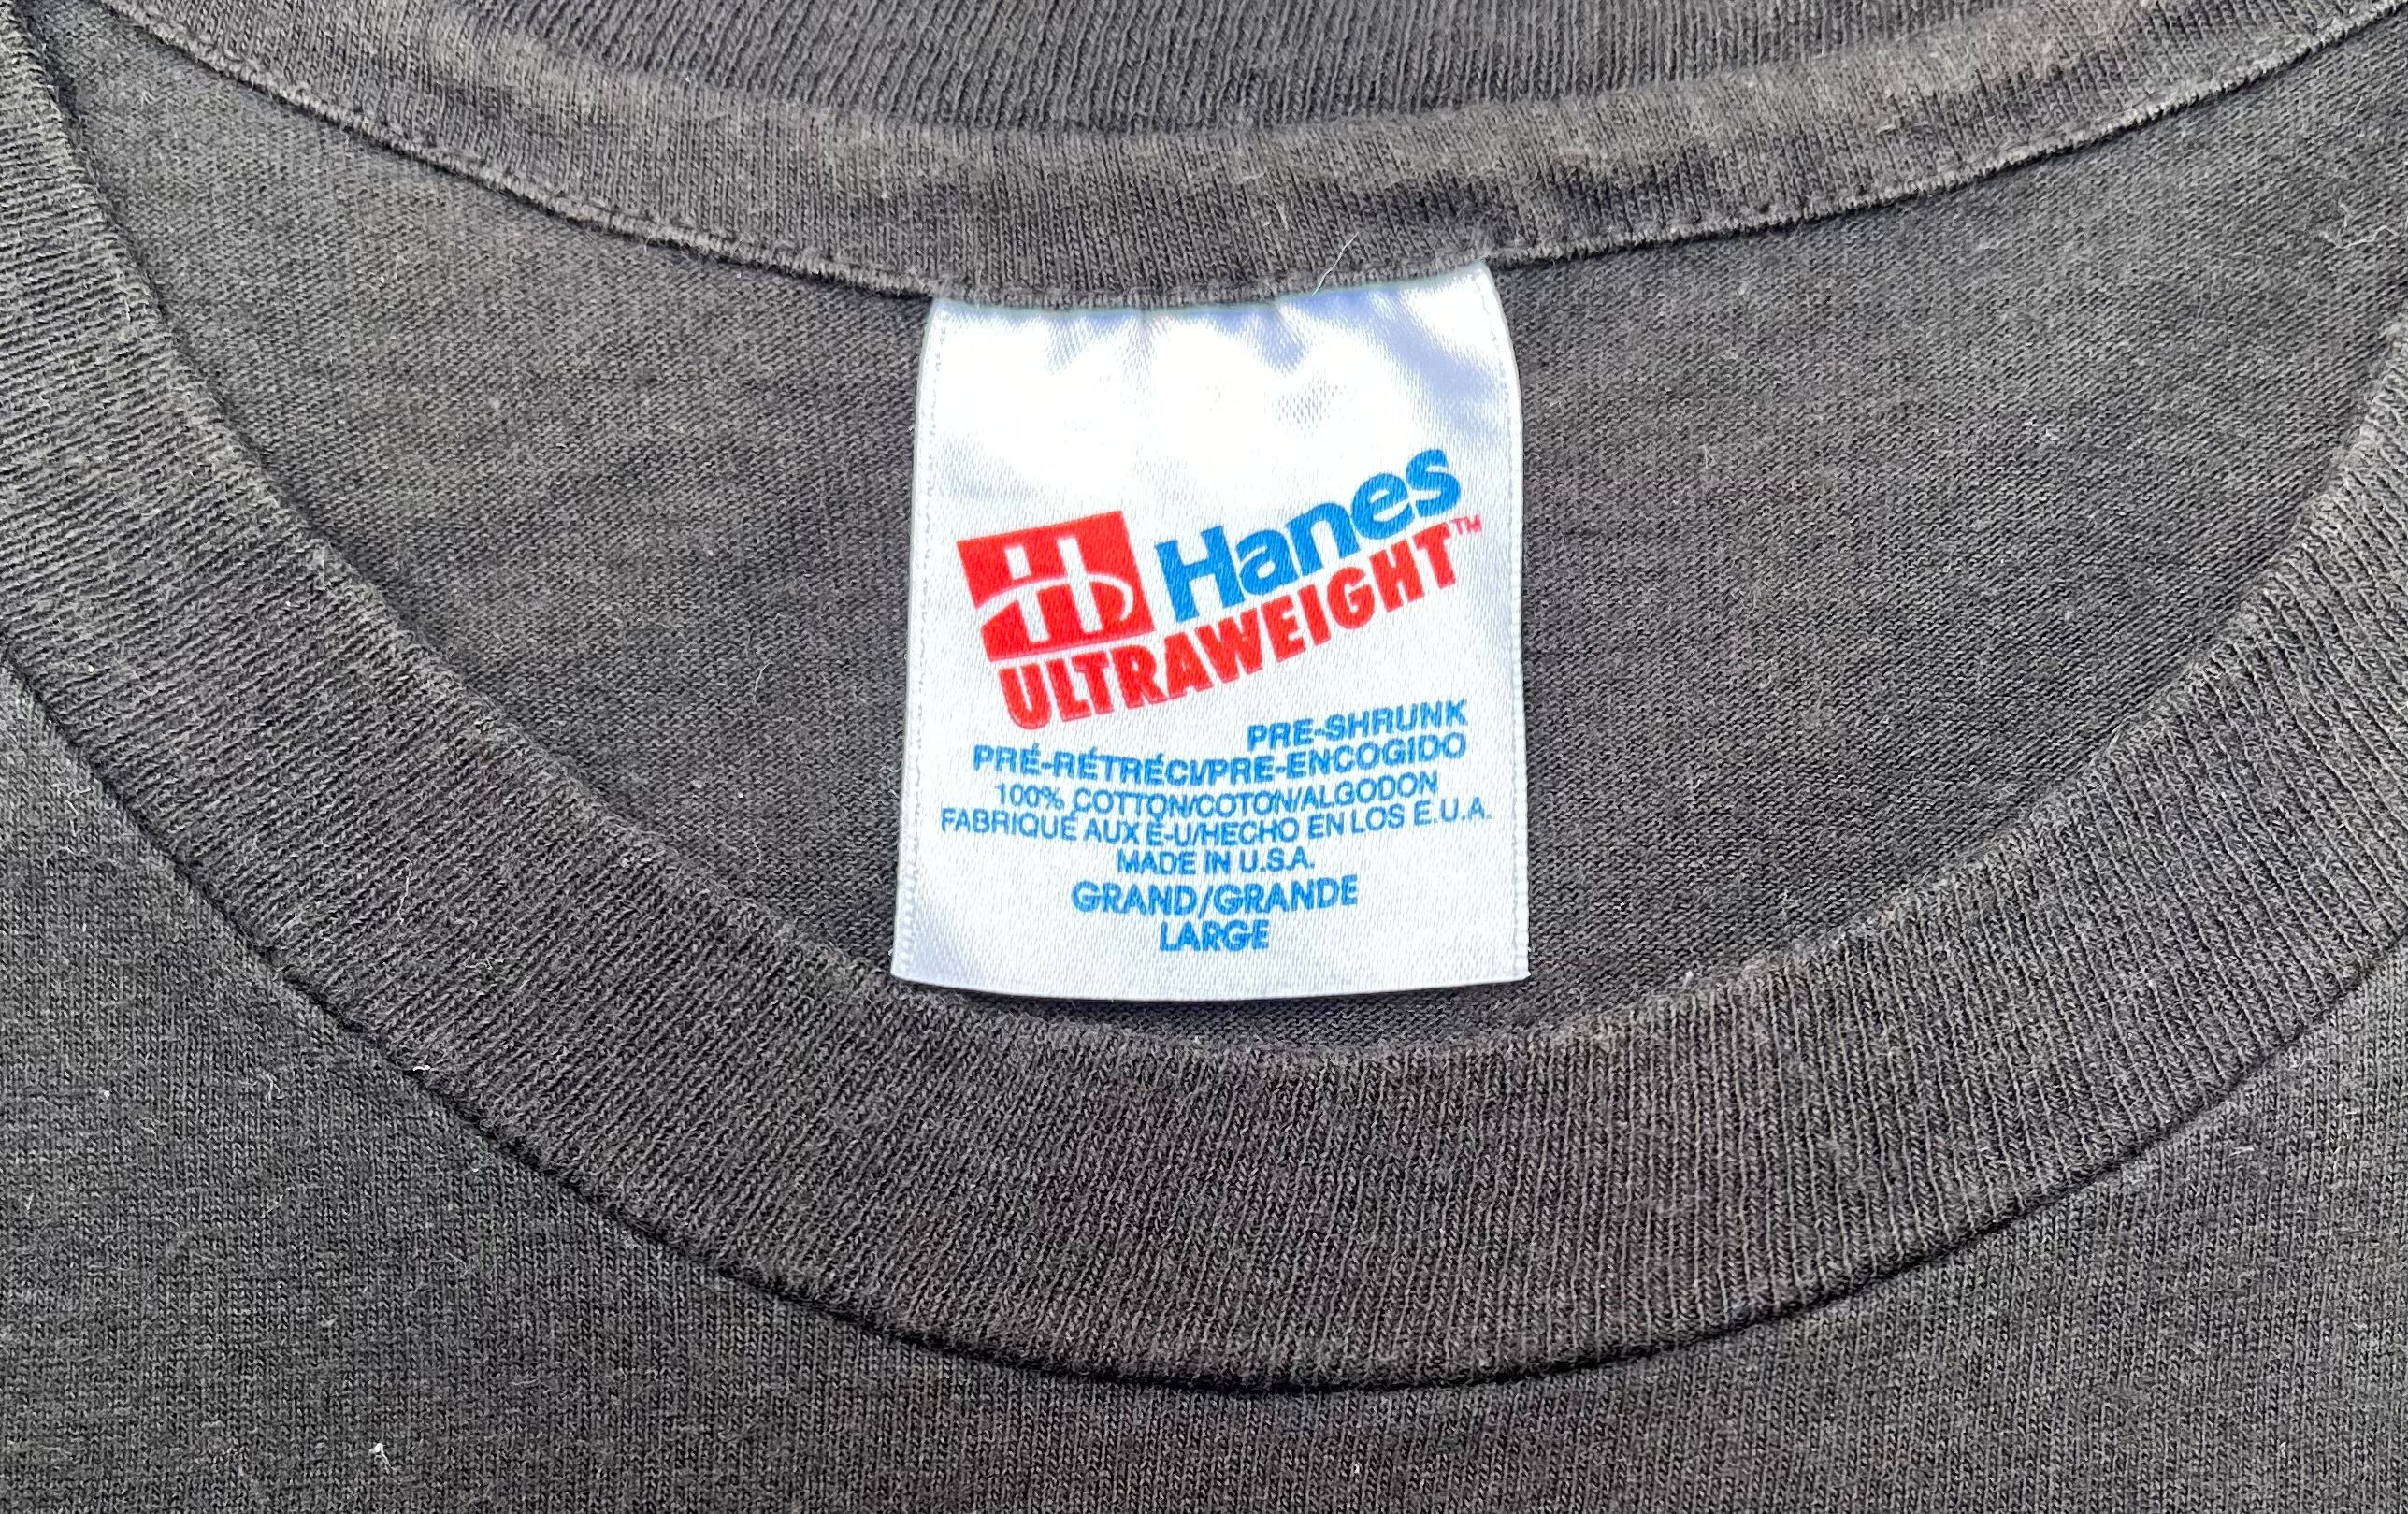 Hanes
ULTRAWEIGHT™
PRE-SHRUNK
PRÉ-RÉTRÉCI/PRE-ENCOGIDO
100% COTTON/COTON/ALGODON
FABRIQUÉ AUX É-U/HECHO EN LOS E.U.A.
MADE IN U.S.A.
GRAND/GRANDE
LARGE